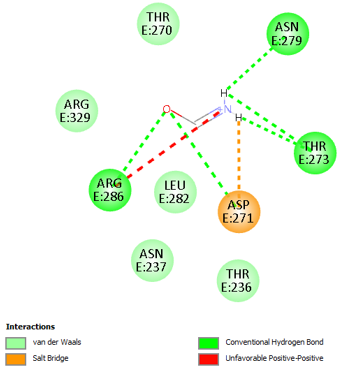 THR
E:270
ASN
E:279
ARG
E:329
H
O
N
H
THR
E:273
ARG
E:286
LEU
E:282
ASP
E:271
ASN
E:237
THR
E:236
Interactions
van der Waals
Conventional Hydrogen Bond
Salt Bridge
Unfavorable Positive-Positive